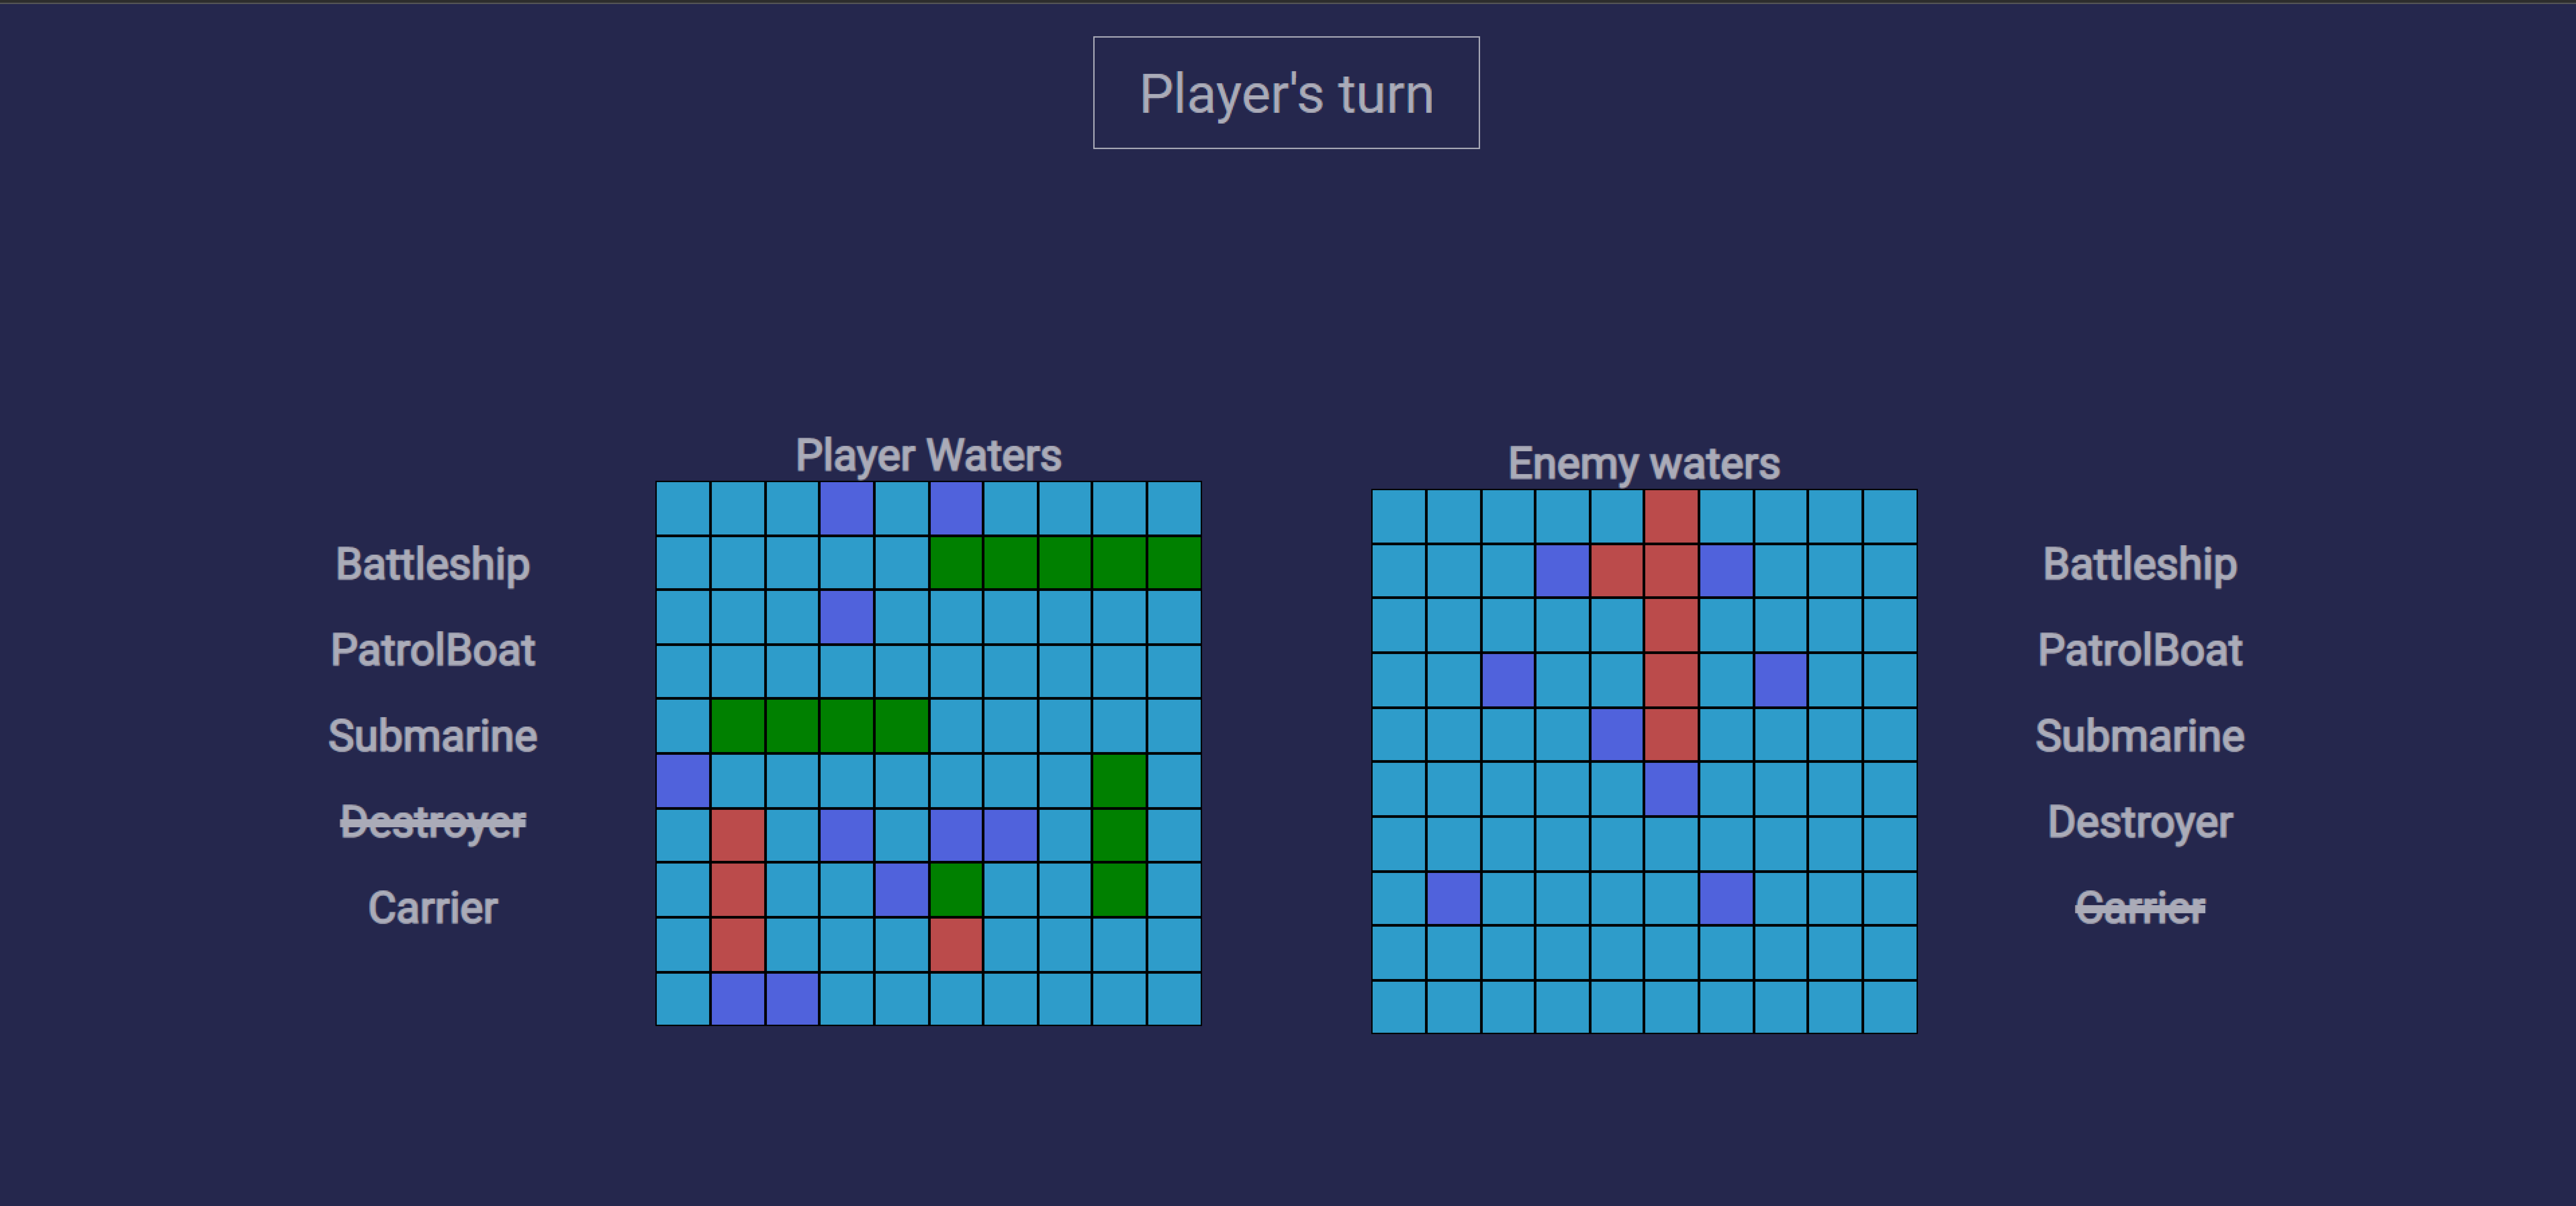 Player's turn
Player Waters
Enemy waters
Battleship
PatrolBoat
Submarine
Destroyer
Carrier
Battleship
PatrolBoat
Submarine
Destroyer
Carrier